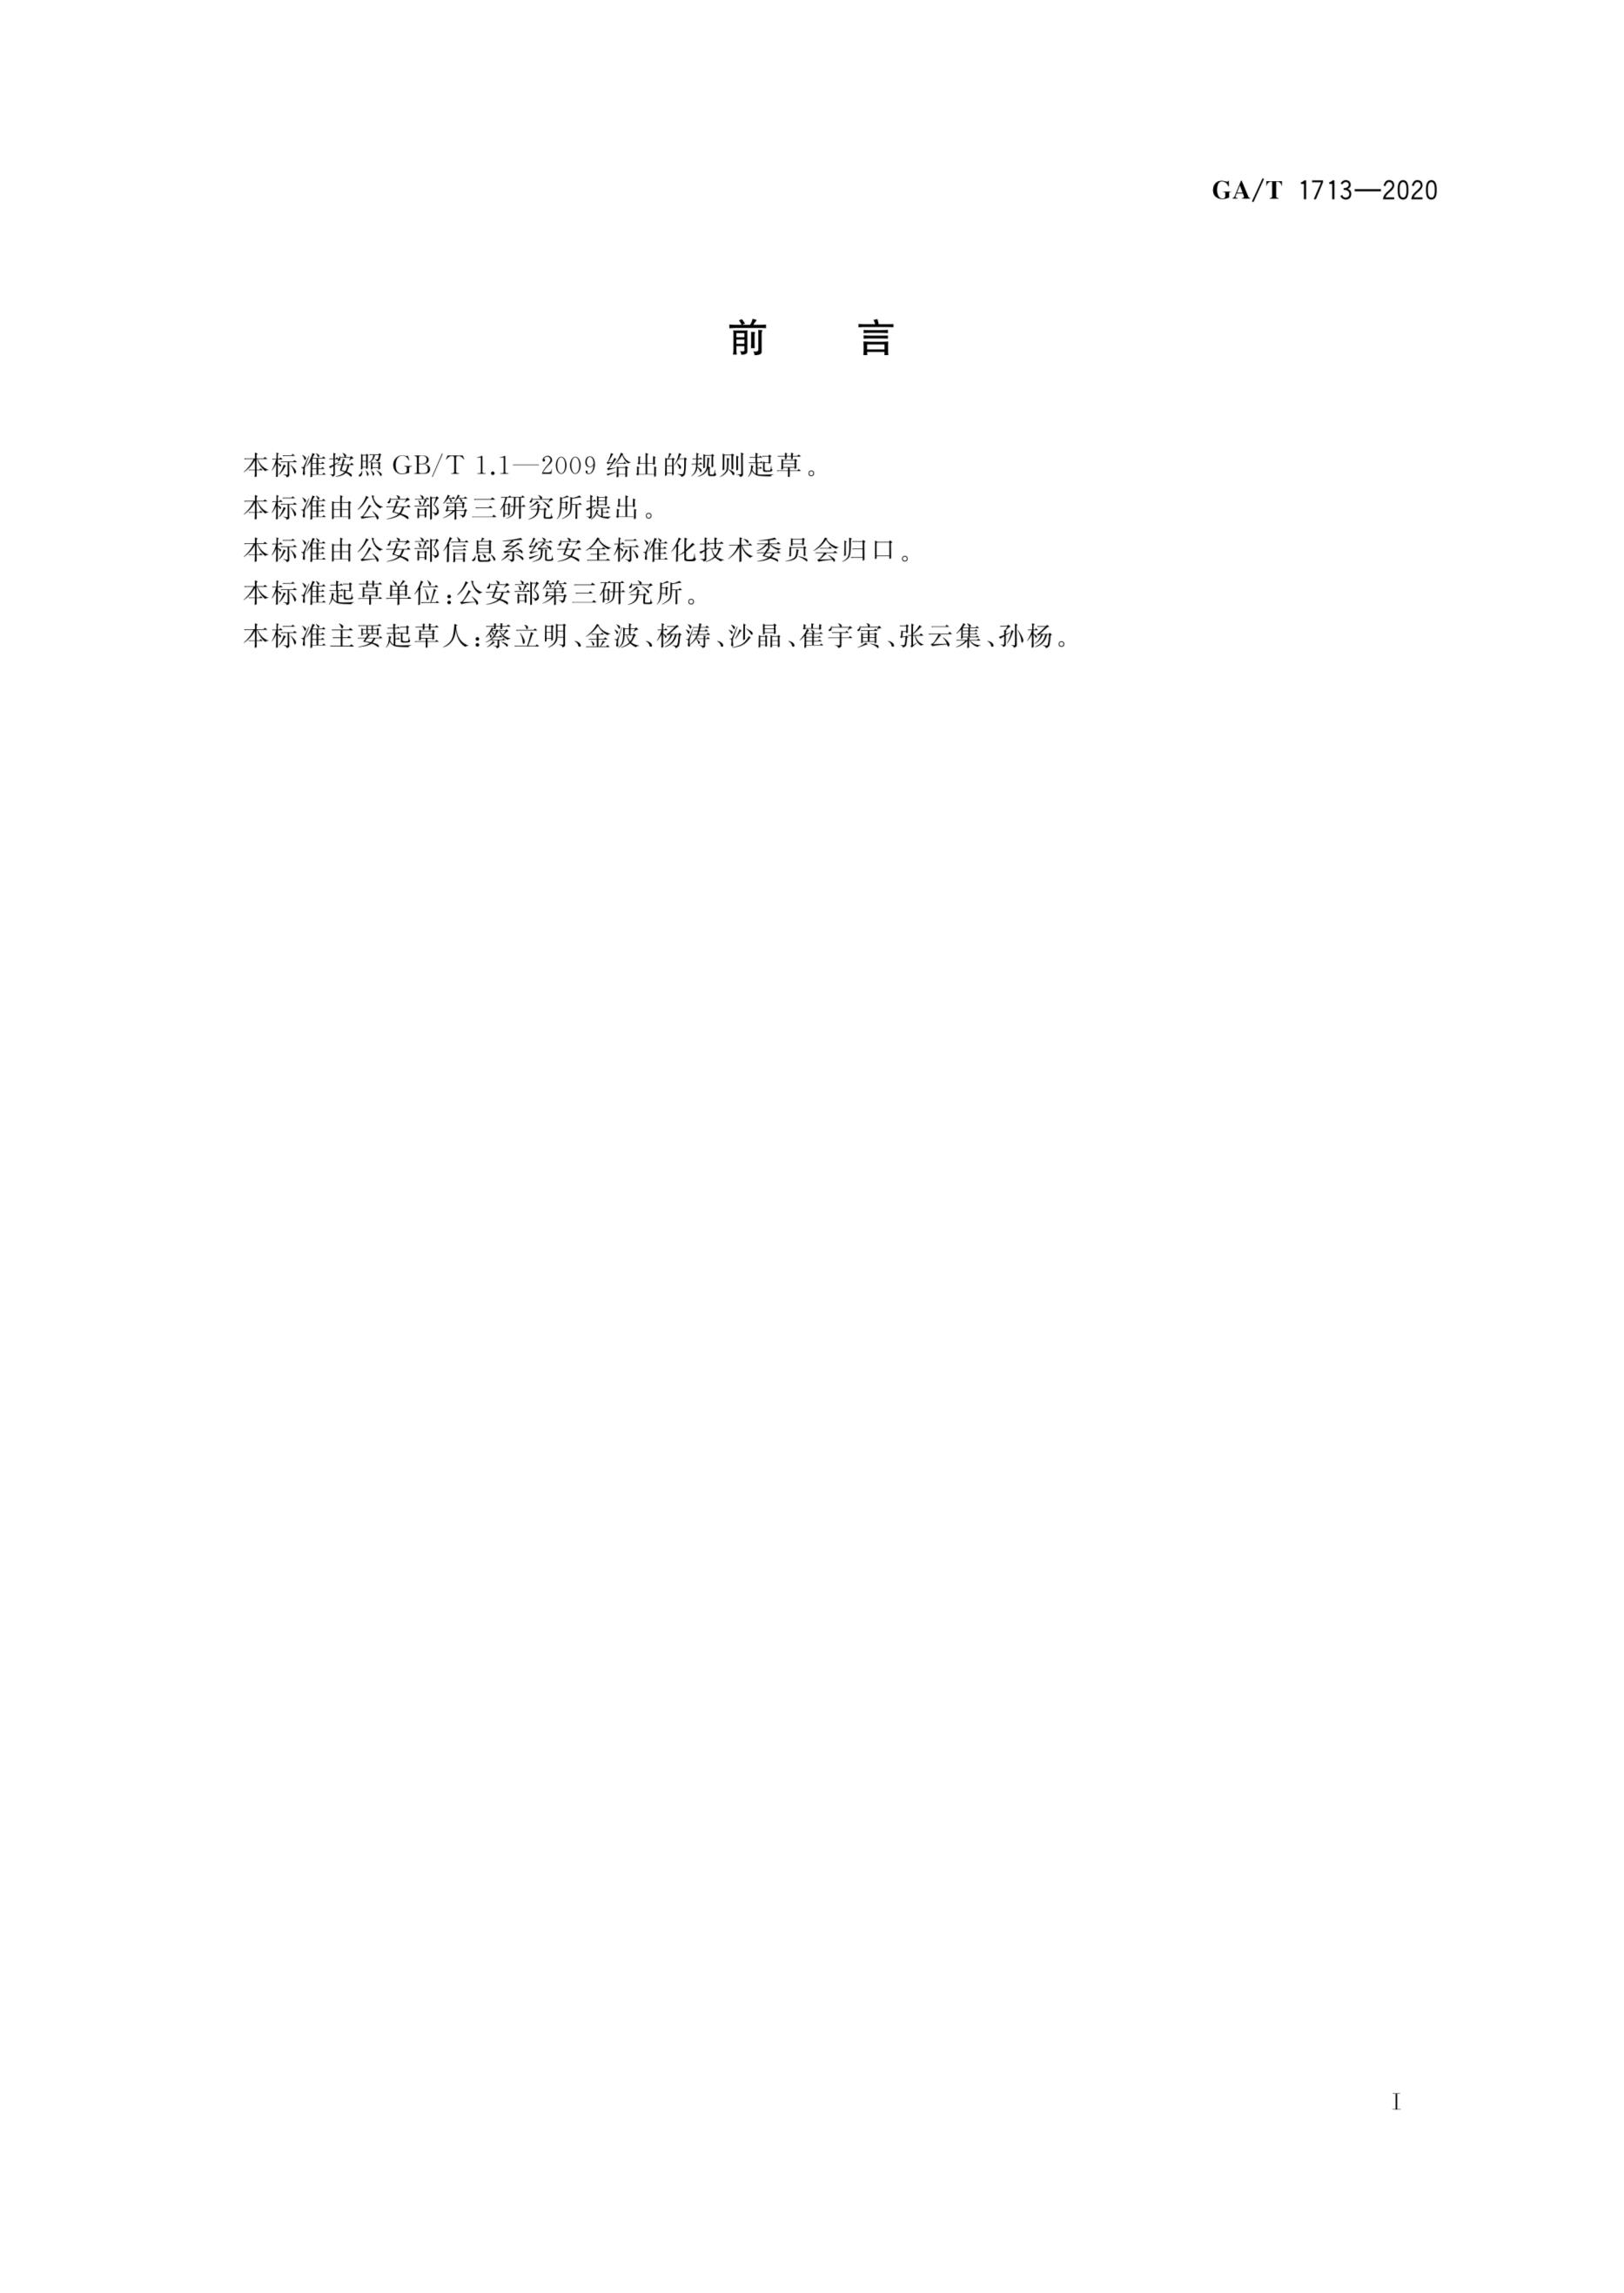 GA/T 1713—2020
前 言
本标准按照 GB/T 1.1—2009 给出的规则起草。
本标准由公安部第三研究所提出。
本标准由公安部信息系统安全标准化技术委员会归口。
本标准起草单位:公安部第三研究所。
本标准主要起草人:蔡立明、金波、杨涛、沙晶、崔宇寅、张云集、孙杨。
I